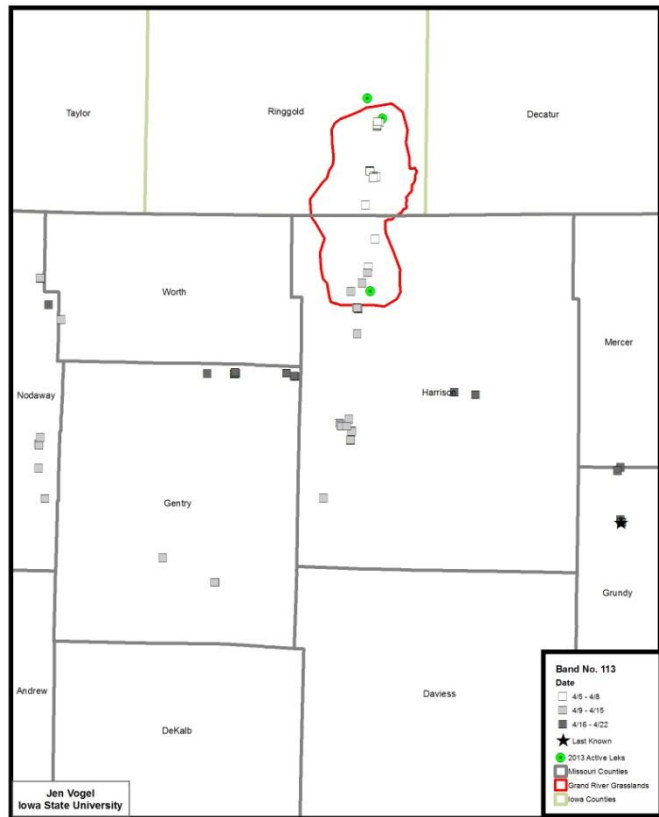 Taylor
Ringgold
Decatur
Worth
Mercer
Nodaway
Harrison
Gentry
Grundy
Andrew
DeKalb
Daviess
Band No. 113
Date
4/5 - 4/8
4/9 - 4/15
4/16 - 4/22
Last Known
2013 Active Leks
Missouri Counties
Grand River Grasslands
Iowa Counties
Jen Vogel
Iowa State University